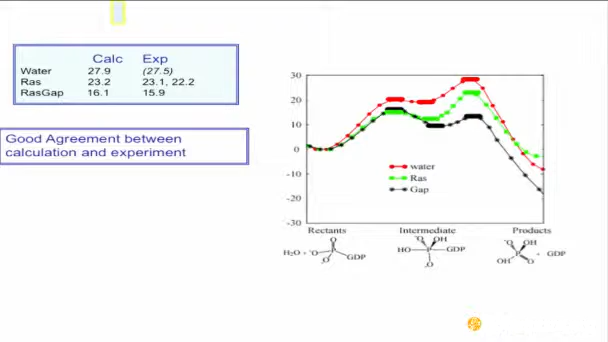 Calc Exp
Water 27.9 (27.5)
Ras 23.2 23.1, 22.2
RasGap 16.1 15.9
Good Agreement between
calculation and experiment
30
20
10
0
-10
-20
-30
water
Ras
Gap
Rectants Intermediate Products
H₂O + ⁻O P O ⁻O GDP
⁻O OH HO P GDP O
⁻O OH P OH O + GDP